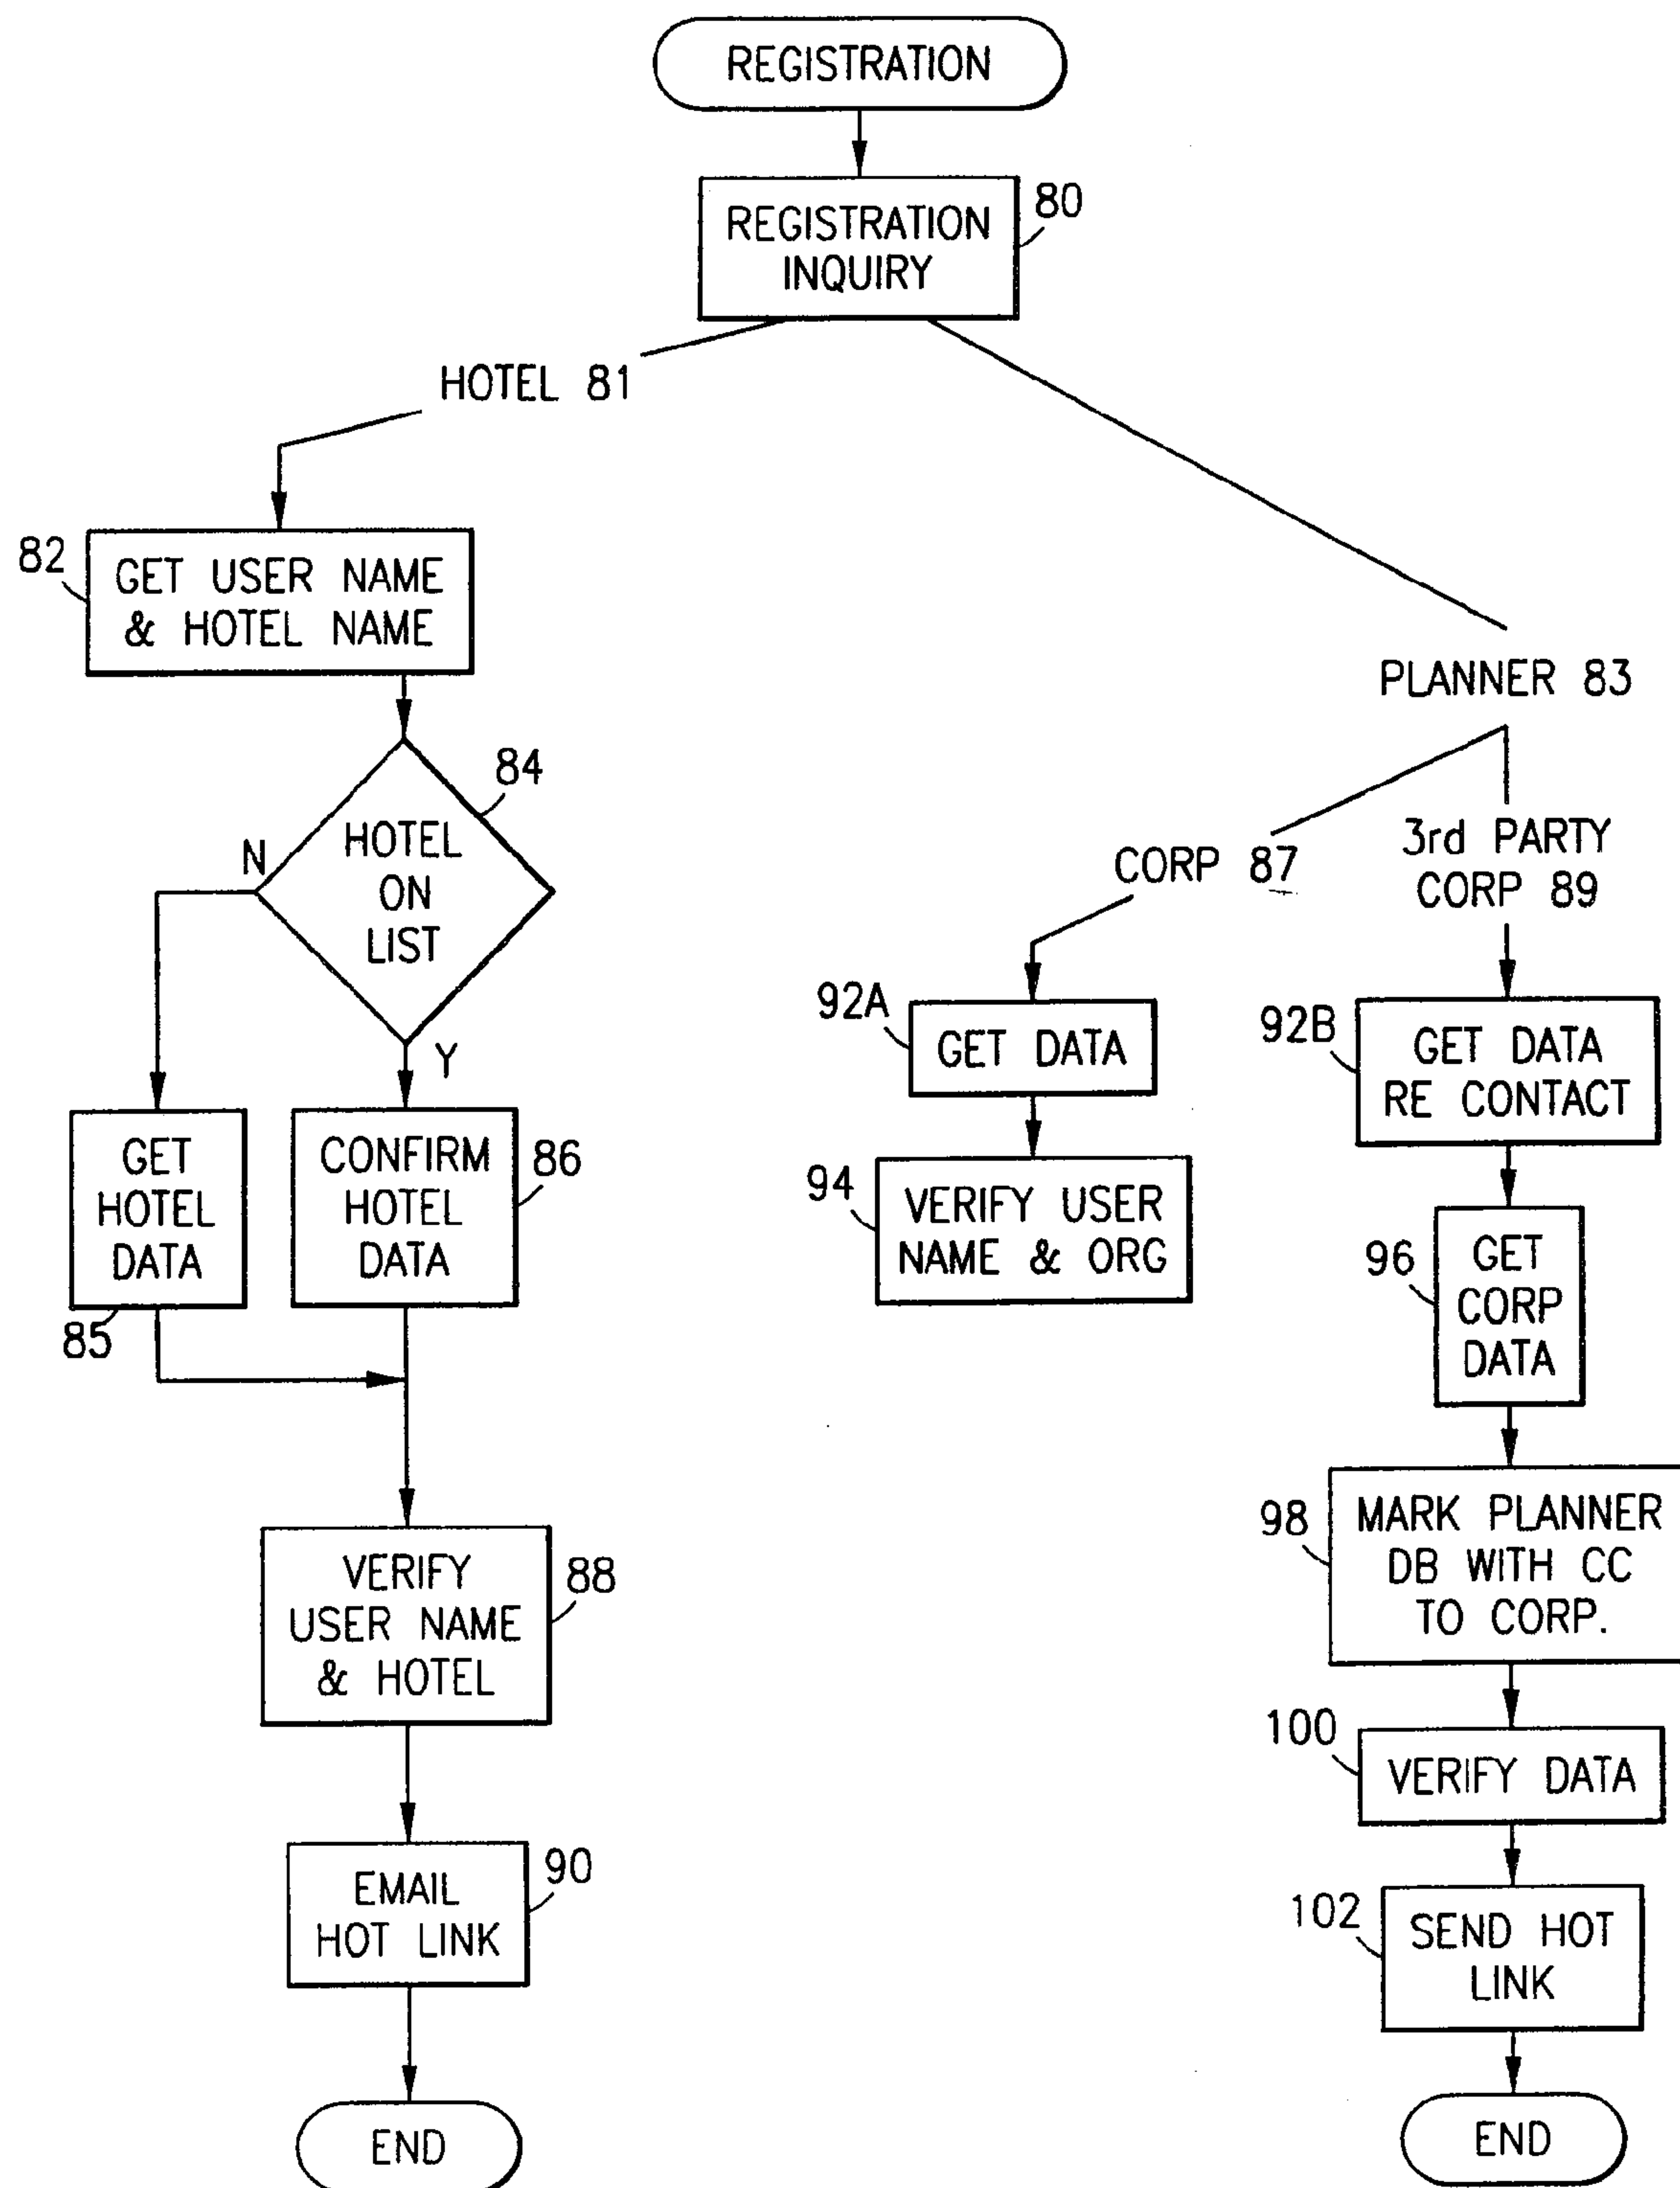 REGISTRATION
REGISTRATION
INQUIRY
80
HOTEL 81
82
GET USER NAME
& HOTEL NAME
PLANNER 83
84
HOTEL
ON
LIST
N
Y
CORP 87
3rd PARTY
CORP 89
92A
GET DATA
92B
GET DATA
RE CONTACT
GET
HOTEL
DATA
85
CONFIRM
HOTEL
DATA
86
94
VERIFY USER
NAME & ORG
96
GET
CORP
DATA
98
MARK PLANNER
DB WITH CC
TO CORP.
VERIFY
USER NAME
& HOTEL
88
100
VERIFY DATA
EMAIL
HOT LINK
90
102
SEND HOT
LINK
END
END